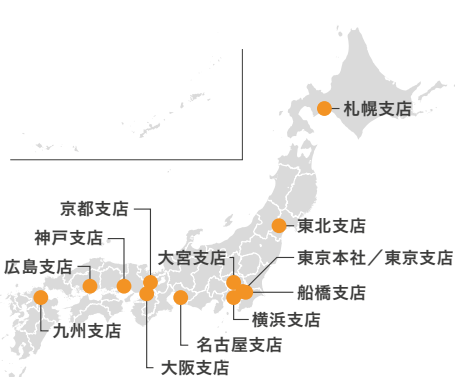 札幌支店
京都支店
東北支店
神戸支店
大宮支店
東京本社／東京支店
広島支店
船橋支店
横浜支店
九州支店
名古屋支店
大阪支店